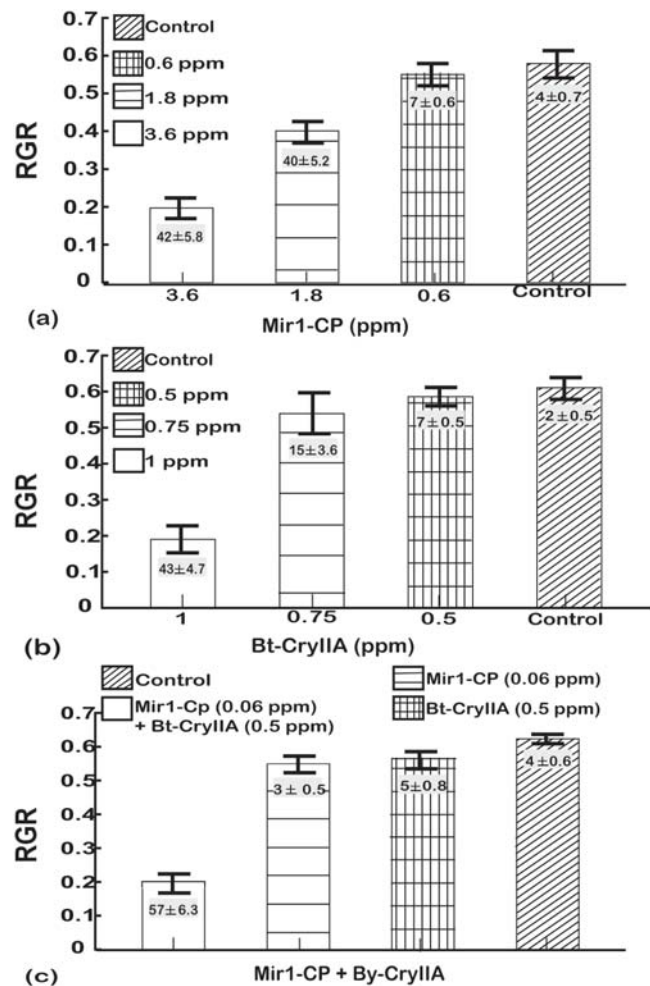 0.7
0.6
0.5
0.4
0.3
0.2
0.1
0
RGR
Control
0.6 ppm
1.8 ppm
3.6 ppm
42±5.8
40±5.2
7±0.6
4±0.7
3.6 1.8 0.6 Control
(a) Mir1-CP (ppm)
0.7
0.6
0.5
0.4
0.3
0.2
0.1
0
RGR
Control
0.5 ppm
0.75 ppm
1 ppm
43±4.7
15±3.6
7±0.5
2±0.5
1 0.75 0.5 Control
(b) Bt-CryIIA (ppm)
Control
Mir1-Cp (0.06 ppm)
+ Bt-CryIIA (0.5 ppm)
Mir1-CP (0.06 ppm)
Bt-CryIIA (0.5 ppm)
0.7
0.6
0.5
0.4
0.3
0.2
0.1
0
RGR
57±6.3
3 ± 0.5
5±0.8
4±0.6
(c) Mir1-CP + By-CryIIA